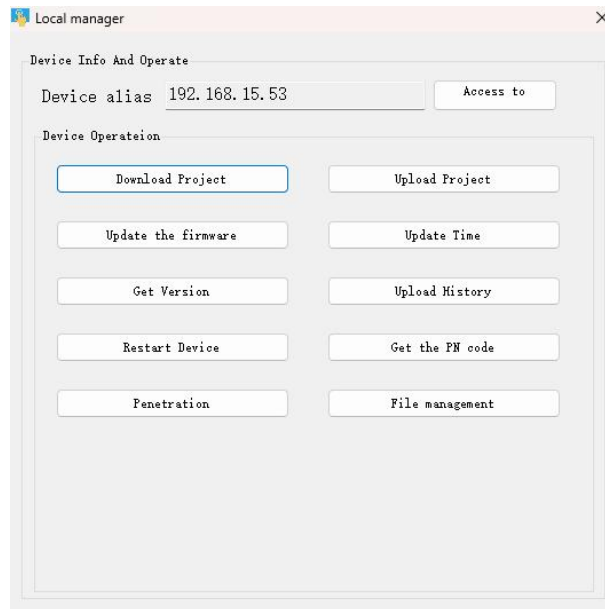 Local manager
Device Info And Operate
Device alias 192.168.15.53 Access to
Device Operateion
Download Project Upload Project
Update the firmware Update Time
Get Version Upload History
Restart Device Get the PN code
Penetration File management